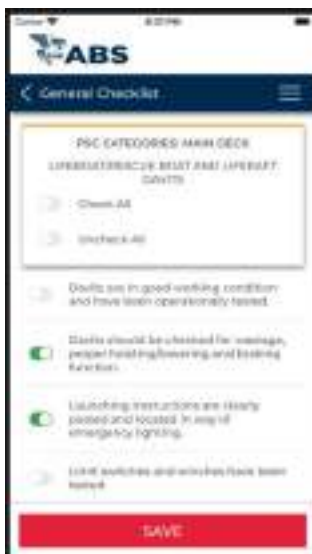 ABS
General Checklist
PSC CATEGORIES: MAIN DECK
LIFEBOAT/RESCUE BOAT AND LIFERAFT
DAVITS
Check All
Uncheck All
Davits are in good working condition
and have been operationally tested.
Davits should be checked for wastage,
proper hoisting/lowering and braking
function.
Launching instructions are clearly
posted and located in way of
emergency lighting.
Limit switches and winches have been
tested
SAVE